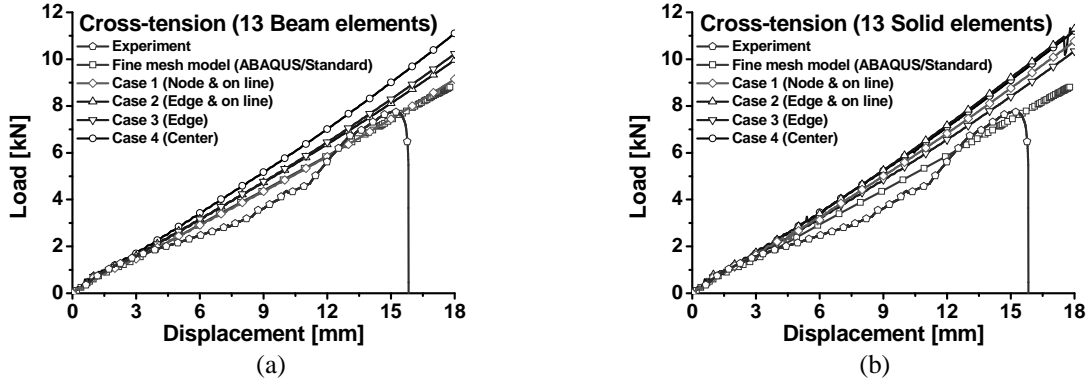 Cross-tension (13 Beam elements)
Experiment
Fine mesh model (ABAQUS/Standard)
Case 1 (Node & on line)
Case 2 (Edge & on line)
Case 3 (Edge)
Case 4 (Center)
Load [kN]
12
10
8
6
4
2
0
0 3 6 9 12 15 18
Displacement [mm]
(a)
Cross-tension (13 Solid elements)
Experiment
Fine mesh model (ABAQUS/Standard)
Case 1 (Node & on line)
Case 2 (Edge & on line)
Case 3 (Edge)
Case 4 (Center)
Load [kN]
12
10
8
6
4
2
0
0 3 6 9 12 15 18
Displacement [mm]
(b)